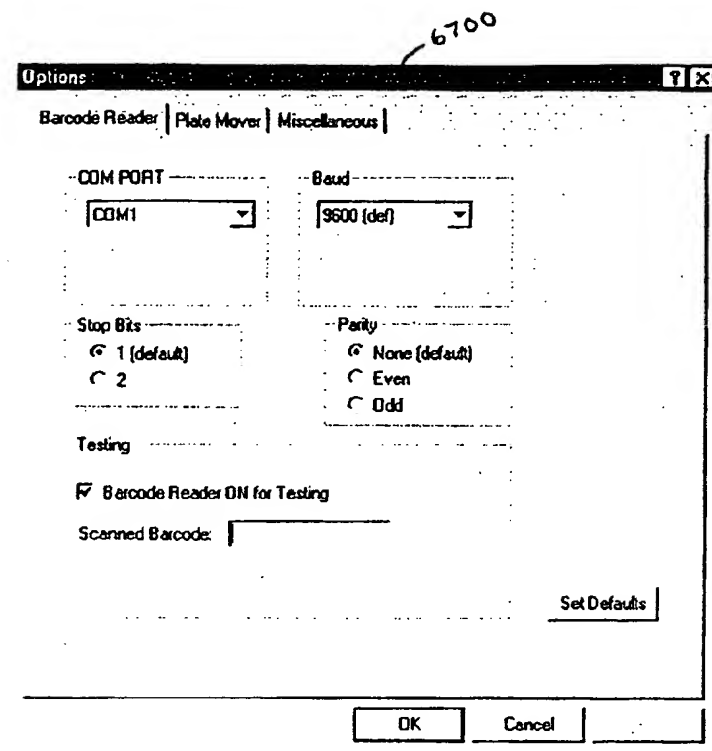 6700
Options
Barcode Reader Plate Mover Miscellaneous
COM PORT Baud
COM1 9600 (def)
Stop Bits Parity
1 (default) None (default)
2 Even
Odd
Testing
Barcode Reader ON for Testing
Scanned Barcode:
Set Defaults
OK Cancel